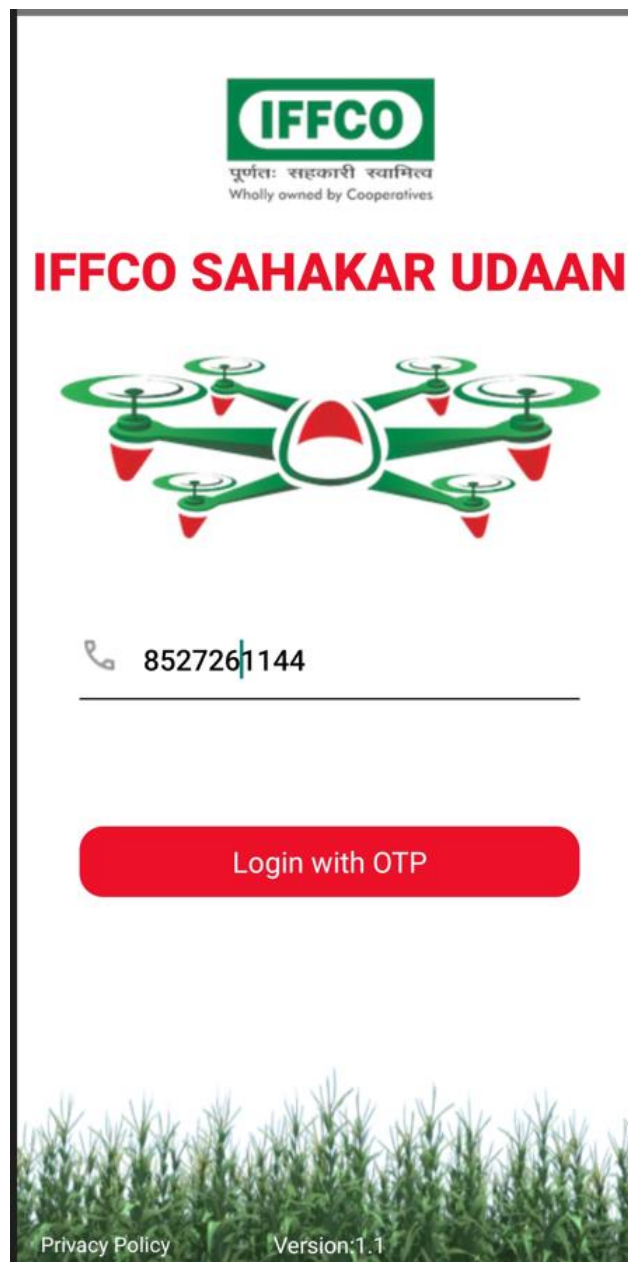 IFFCO
पूर्णतः सहकारी स्वामित्व
Wholly owned by Cooperatives
IFFCO SAHAKAR UDAAN
8527261144
Login with OTP
Privacy Policy Version:1.1